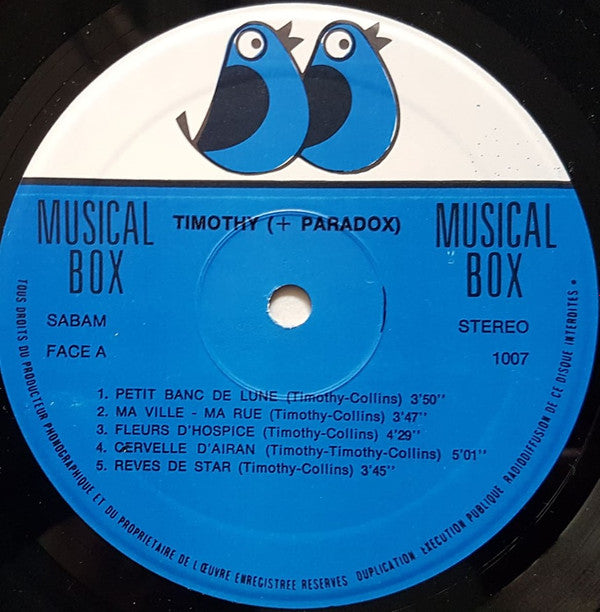 TIMOTHY (+ PARADOX)
MUSICAL
BOX
MUSICAL
BOX
SABAM
STEREO
FACE A
1007
1. PETIT BANC DE LUNE (Timothy-Collins) 3'50''
2. MA VILLE - MA RUE (Timothy-Collins) 3'47''
3. FLEURS D'HOSPICE (Timothy-Collins) 4'29''
4. CERVELLE D'AIRAN (Timothy-Timothy-Collins) 5'01''
5. REVES DE STAR (Timothy-Collins) 3'45''
TOUS DROITS DU PRODUCTEUR PHONOGRAPHIQUE ET DU PROPRIETAIRE DE L'ŒUVRE ENREGISTREE RESERVES DUPLICATION EXECUTION PUBLIQUE RADIODIFFUSION DE CE DISQUE INTERDITES •